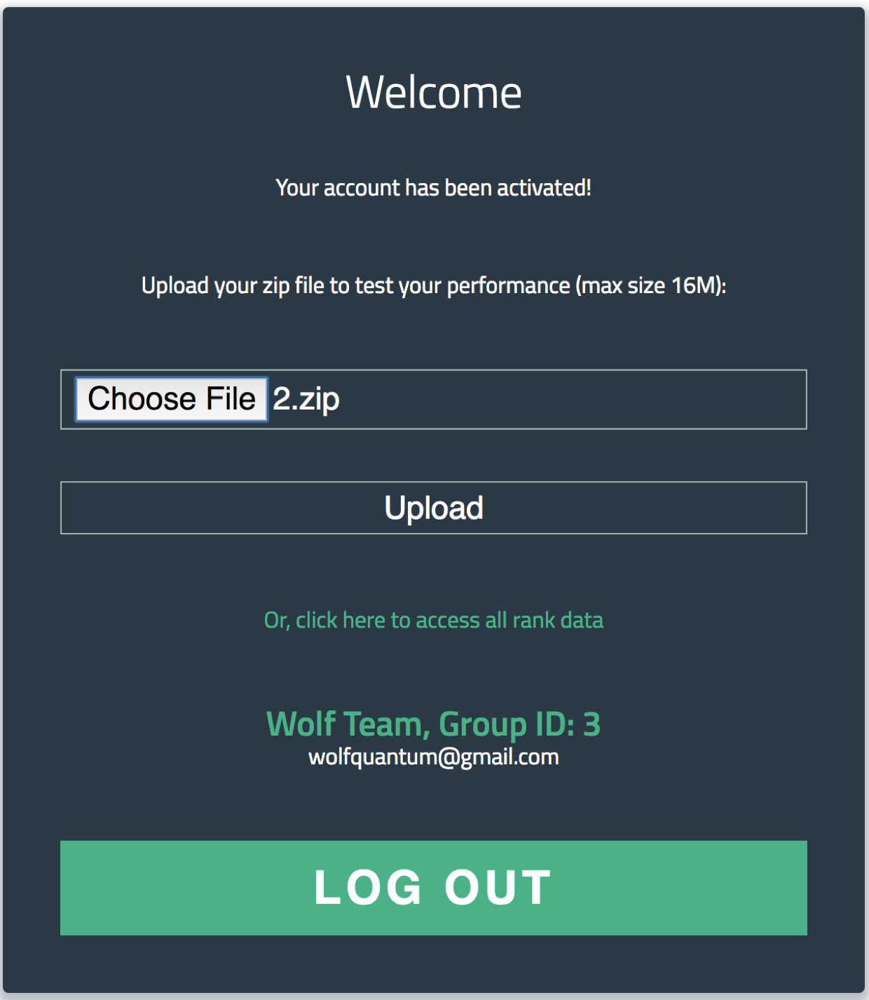 Welcome
Your account has been activated!
Upload your zip file to test your performance (max size 16M):
Choose File 2.zip
Upload
Or, click here to access all rank data
Wolf Team, Group ID: 3
wolfquantum@gmail.com
LOG OUT